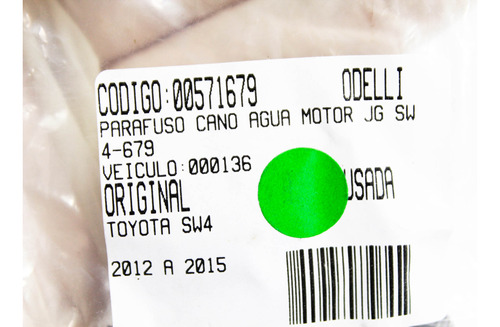 CODIGO:00571679 ODELLI
PARAFUSO CANO AGUA MOTOR JG SW
4-679
VEICULO:000136
ORIGINAL USADA
TOYOTA SW4
2012 A 2015